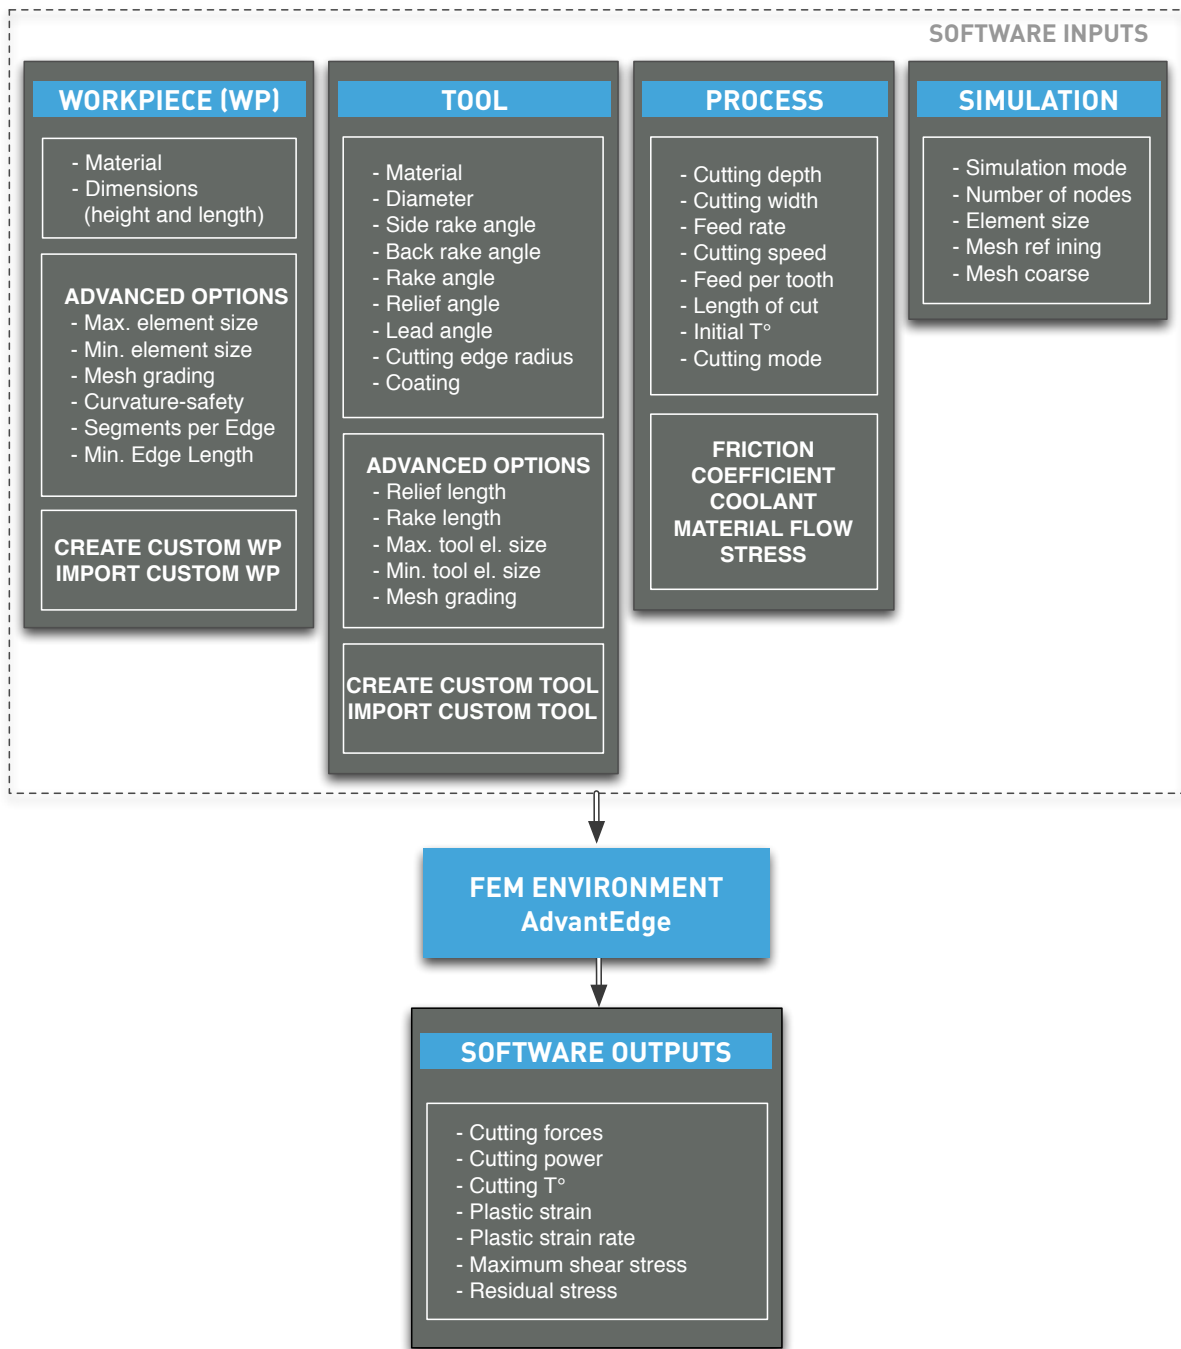 SOFTWARE INPUTS
WORKPIECE (WP)
- Material
- Dimensions
(height and length)
ADVANCED OPTIONS
- Max. element size
- Min. element size
- Mesh grading
- Curvature-safety
- Segments per Edge
- Min. Edge Length
CREATE CUSTOM WP
IMPORT CUSTOM WP
TOOL
- Material
- Diameter
- Side rake angle
- Back rake angle
- Rake angle
- Relief angle
- Lead angle
- Cutting edge radius
- Coating
ADVANCED OPTIONS
- Relief length
- Rake length
- Max. tool el. size
- Min. tool el. size
- Mesh grading
CREATE CUSTOM TOOL
IMPORT CUSTOM TOOL
PROCESS
- Cutting depth
- Cutting width
- Feed rate
- Cutting speed
- Feed per tooth
- Length of cut
- Initial T°
- Cutting mode
FRICTION
COEFFICIENT
COOLANT
MATERIAL FLOW
STRESS
SIMULATION
- Simulation mode
- Number of nodes
- Element size
- Mesh ref ining
- Mesh coarse
FEM ENVIRONMENT
AdvantEdge
SOFTWARE OUTPUTS
- Cutting forces
- Cutting power
- Cutting T°
- Plastic strain
- Plastic strain rate
- Maximum shear stress
- Residual stress